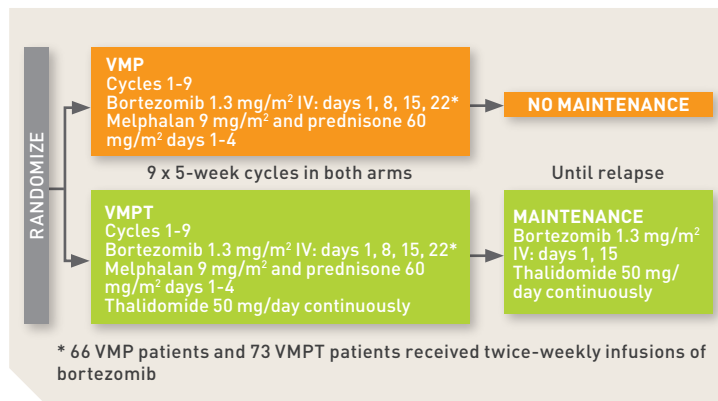 RANDOMIZE
VMP
Cycles 1-9
Bortezomib 1.3 mg/m² IV: days 1, 8, 15, 22*
Melphalan 9 mg/m² and prednisone 60
mg/m² days 1-4
NO MAINTENANCE
9 x 5-week cycles in both arms
Until relapse
VMPT
Cycles 1-9
Bortezomib 1.3 mg/m² IV: days 1, 8, 15, 22*
Melphalan 9 mg/m² and prednisone 60
mg/m² days 1-4
Thalidomide 50 mg/day continuously
MAINTENANCE
Bortezomib 1.3 mg/m²
IV: days 1, 15
Thalidomide 50 mg/
day continuously
* 66 VMP patients and 73 VMPT patients received twice-weekly infusions of
bortezomib